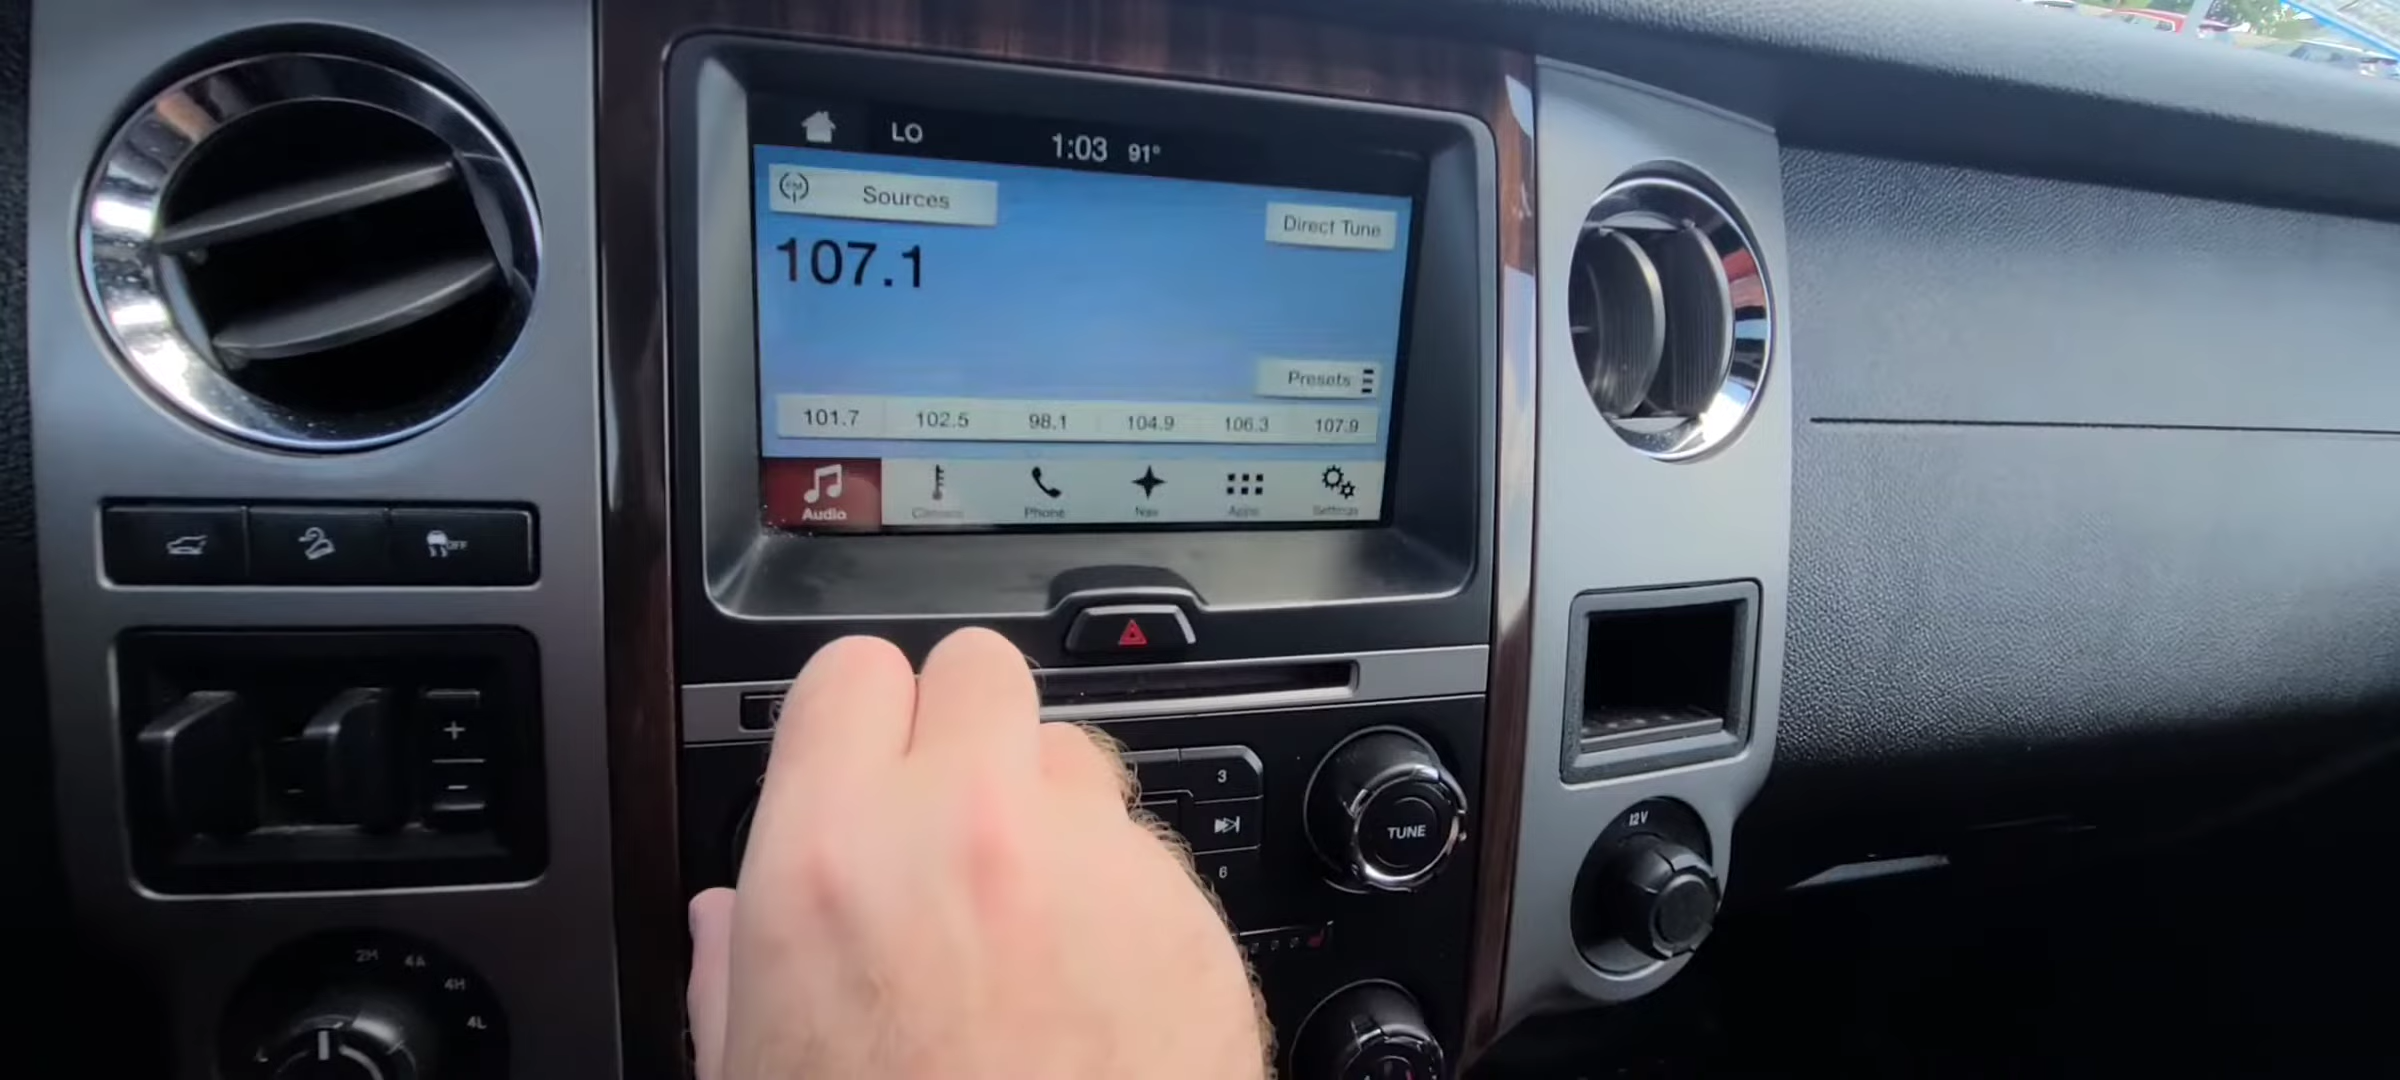 LO
1:03 91°
FM
Sources
Direct Tune
107.1
Presets
101.7 102.5 98.1 104.9 106.3 107.9
Audio Climate Phone Nav Apps Settings
OFF
+
-
3
6
TUNE
12V
2H 4A 4H 4L